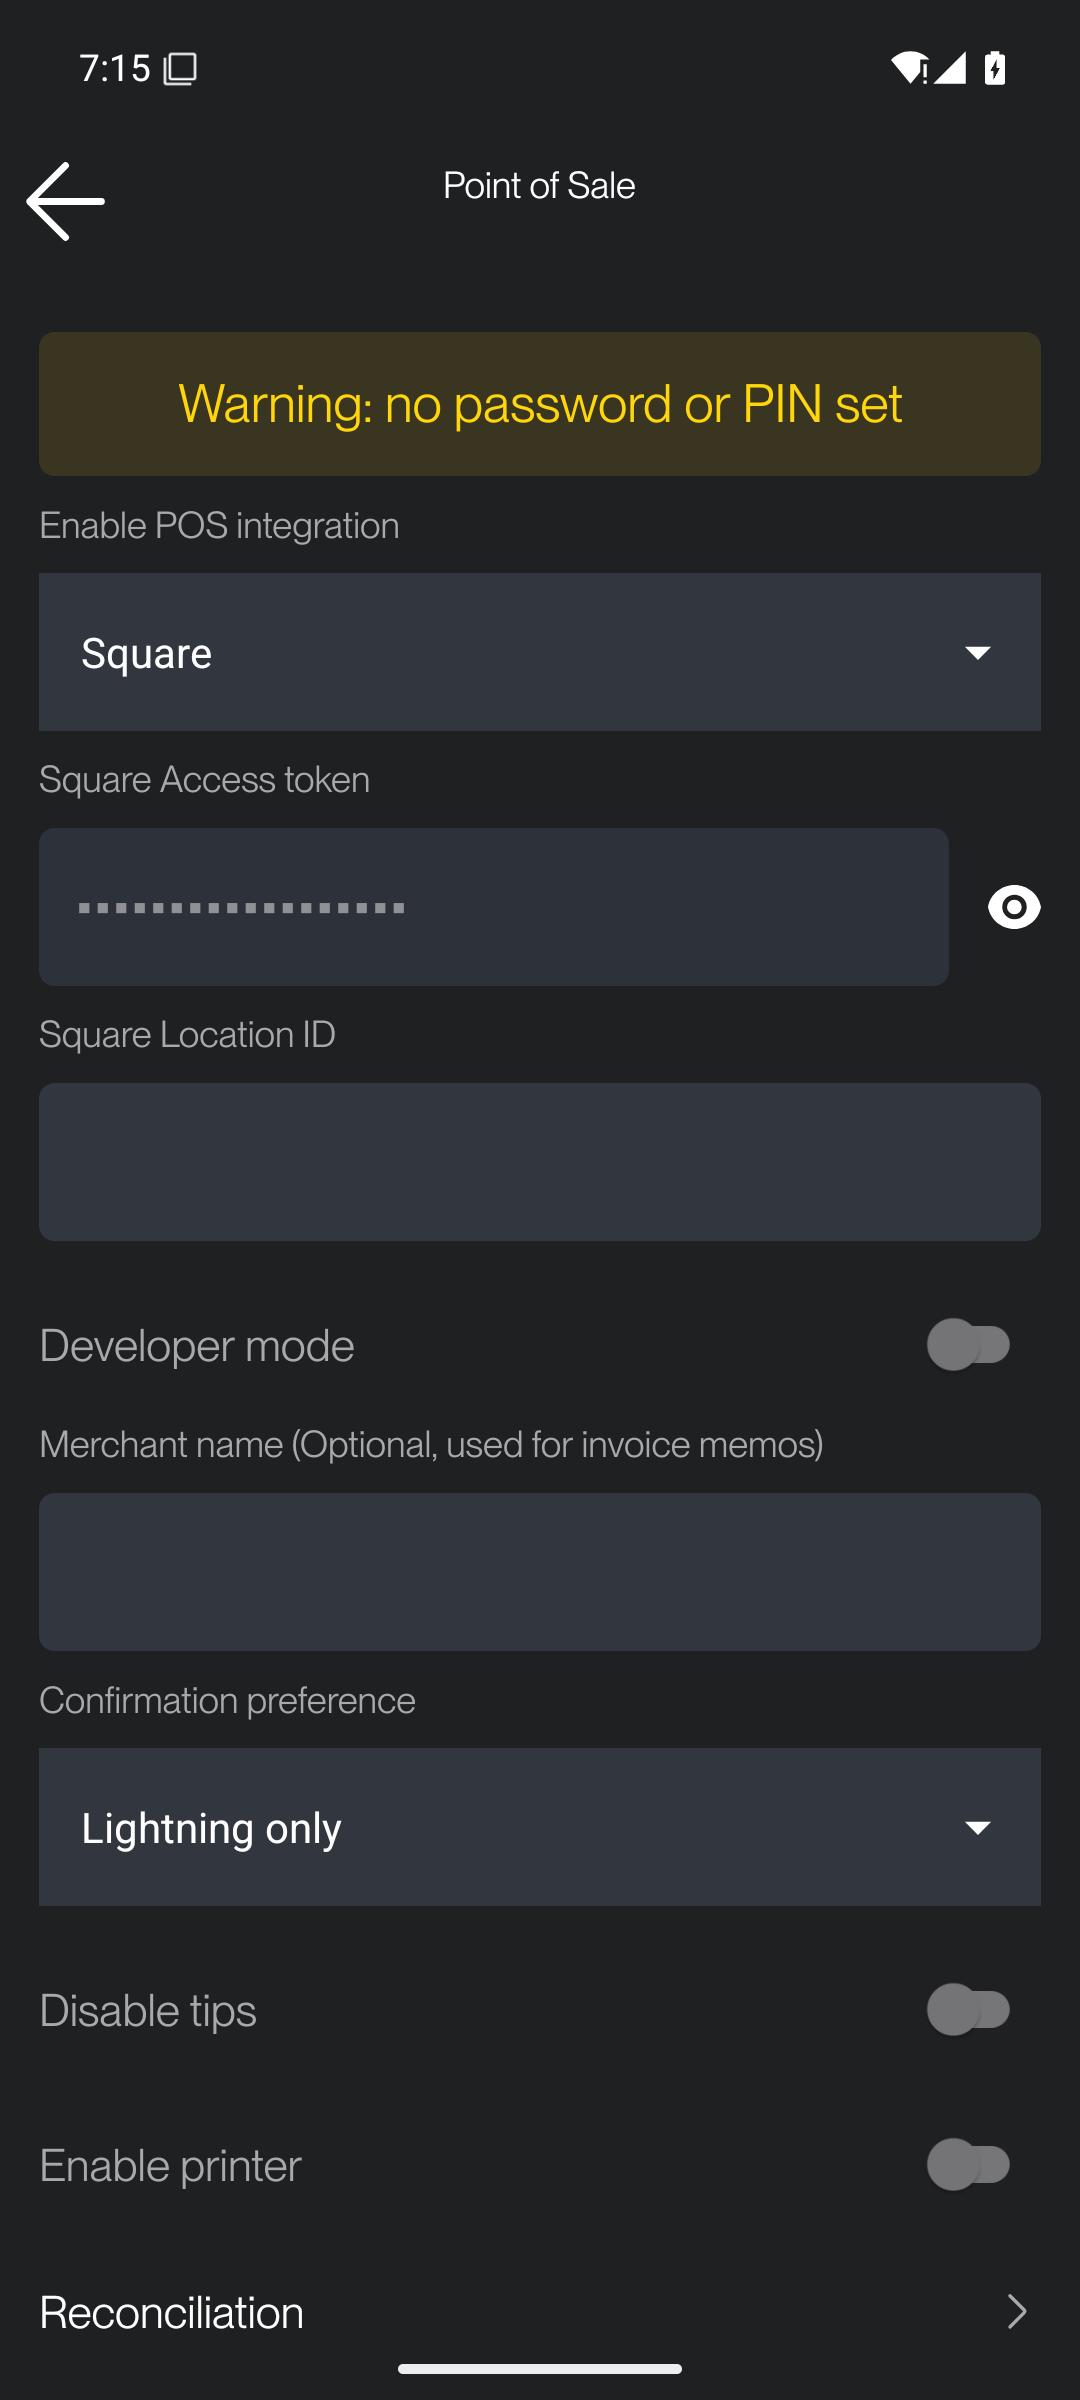 7:15
Point of Sale
Warning: no password or PIN set
Enable POS integration
Square
Square Access token
Square Location ID
Developer mode
Merchant name (Optional, used for invoice memos)
Confirmation preference
Lightning only
Disable tips
Enable printer
Reconciliation